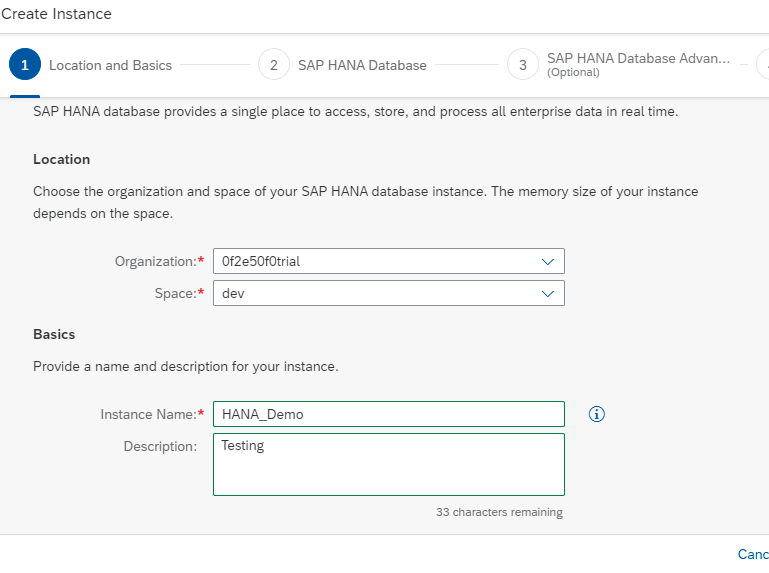 Create Instance
1 Location and Basics
2 SAP HANA Database
3 SAP HANA Database Advan...
(Optional)
SAP HANA database provides a single place to access, store, and process all enterprise data in real time.
Location
Choose the organization and space of your SAP HANA database instance. The memory size of your instance
depends on the space.
Organization:* 0f2e50f0trial
Space:* dev
Basics
Provide a name and description for your instance.
Instance Name:* HANA_Demo
Description: Testing
33 characters remaining
Canc